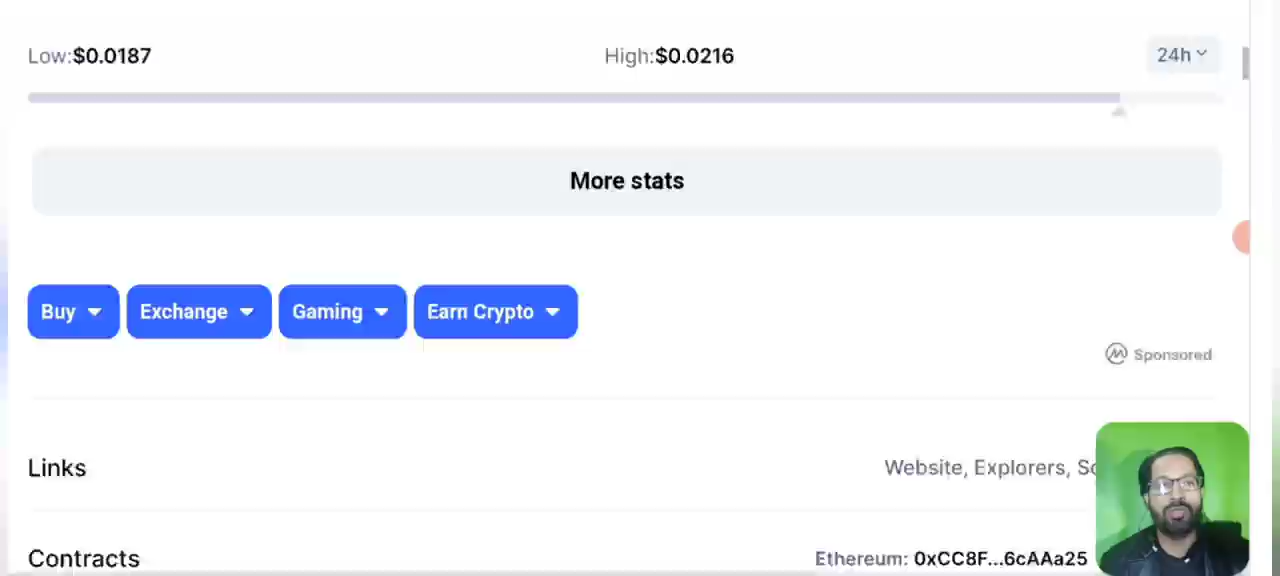 Low:$0.0187 High:$0.0216 24h
More stats
Buy Exchange Gaming Earn Crypto
Sponsored
Links Website, Explorers,
Contracts Ethereum: 0xCC8F...6cAAa25